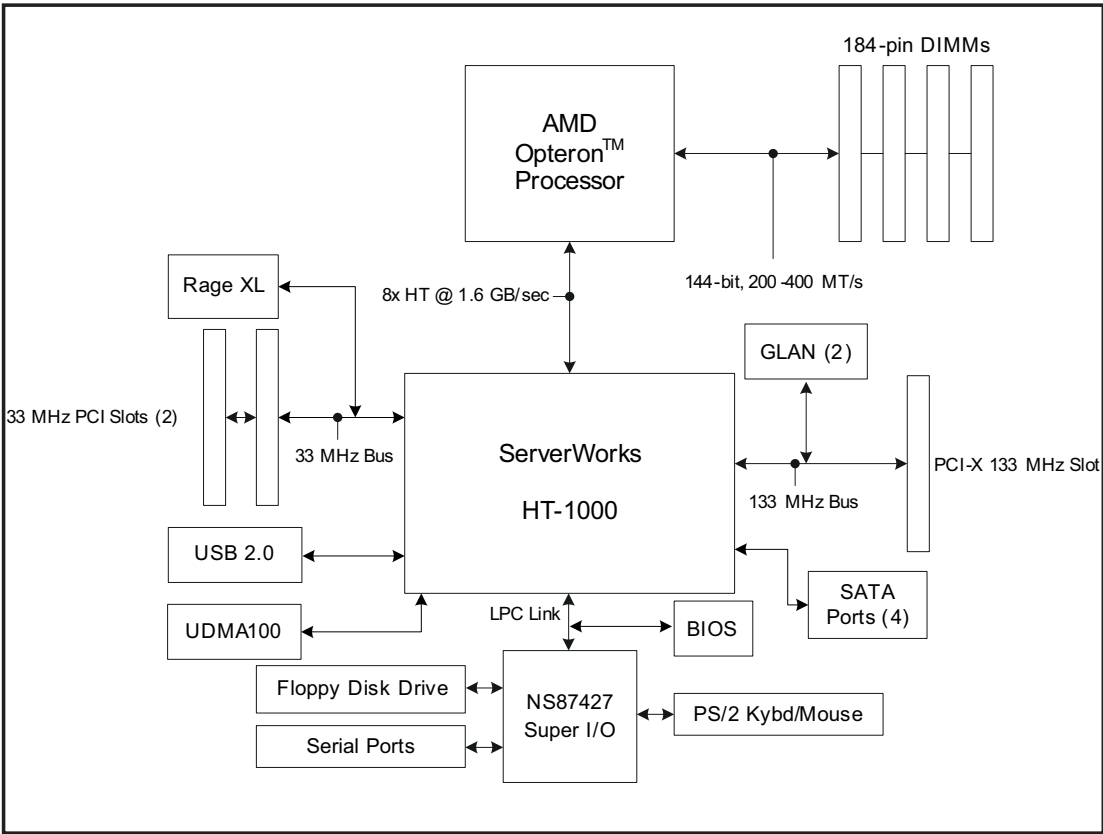 184-pin DIMMs
AMD
Opteron™
Processor
144-bit, 200-400 MT/s
Rage XL
8x HT @ 1.6 GB/sec
GLAN (2)
33 MHz PCI Slots (2)
33 MHz Bus
ServerWorks
HT-1000
PCI-X 133 MHz Slot
133 MHz Bus
USB 2.0
SATA
Ports (4)
UDMA100
LPC Link
BIOS
Floppy Disk Drive
NS87427
Super I/O
PS/2 Kybd/Mouse
Serial Ports